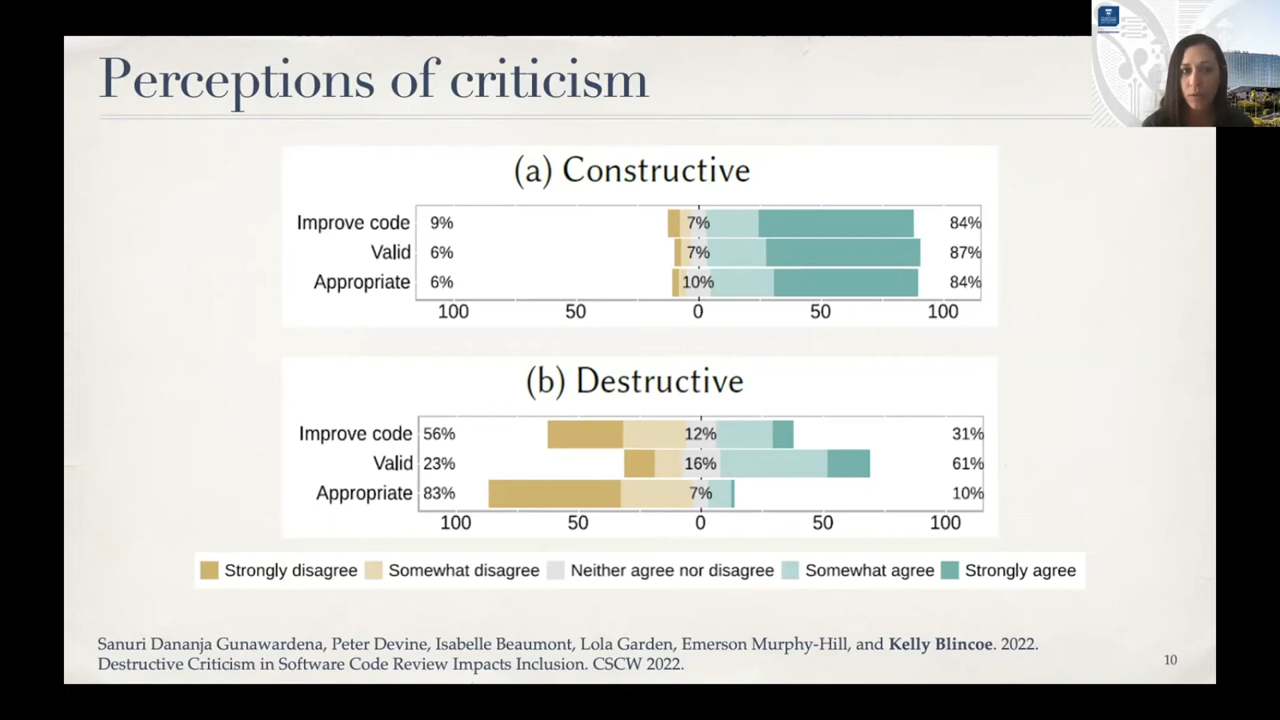 Perceptions of criticism
(a) Constructive
Improve code 9% 7% 84%
Valid 6% 7% 87%
Appropriate 6% 10% 84%
100 50 0 50 100
(b) Destructive
Improve code 56% 12% 31%
Valid 23% 16% 61%
Appropriate 83% 7% 10%
100 50 0 50 100
Strongly disagree Somewhat disagree Neither agree nor disagree Somewhat agree Strongly agree
Sanuri Dananja Gunawardena, Peter Devine, Isabelle Beaumont, Lola Garden, Emerson Murphy-Hill, and Kelly Blincoe. 2022.
Destructive Criticism in Software Code Review Impacts Inclusion. CSCW 2022.
10